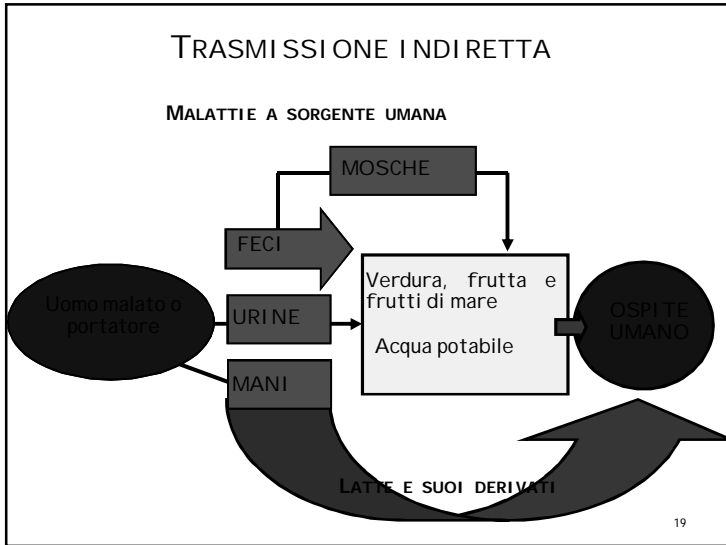 TRASMISSIONE INDIRETTA
MALATTIE A SORGENTE UMANA
MOSCHE
FECI
Uomo malato o
portatore
URINE
MANI
Verdura, frutta e
frutti di mare
Acqua potabile
OSPITE
UMANO
LATTE E SUOI DERIVATI
19